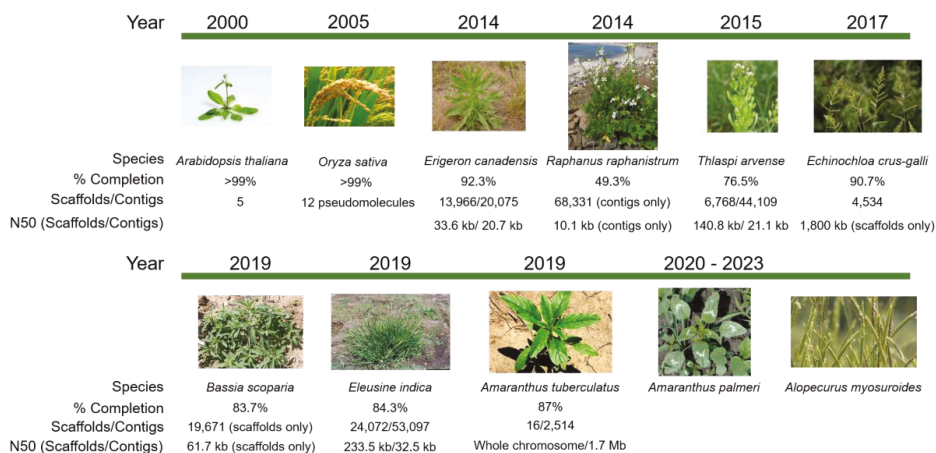 Year 2000 2005 2014 2014 2015 2017
Species Arabidopsis thaliana Oryza sativa Erigeron canadensis Raphanus raphanistrum Thlaspi arvense Echinochloa crus-galli
% Completion >99% >99% 92.3% 49.3% 76.5% 90.7%
Scaffolds/Contigs 5 12 pseudomolecules 13,966/20,075 68,331 (contigs only) 6,768/44,109 4,534
N50 (Scaffolds/Contigs) 33.6 kb/ 20.7 kb 10.1 kb (contigs only) 140.8/ 21.1 kb 1,800 kb (scaffolds only)
Year 2019 2019 2019 2020 - 2023
Species Bassia scoparia Eleusine indica Amaranthus tuberculatus Amaranthus palmeri Alopecurus myosuroides
% Completion 83.7% 84.3% 87%
Scaffolds/Contigs 19,671 (scaffolds only) 24,072/53,097 16/2,514
N50 (Scaffolds/Contigs) 61.7 kb (scaffolds only) 233.5 kb/32.5 kb Whole chromosome/1.7 Mb